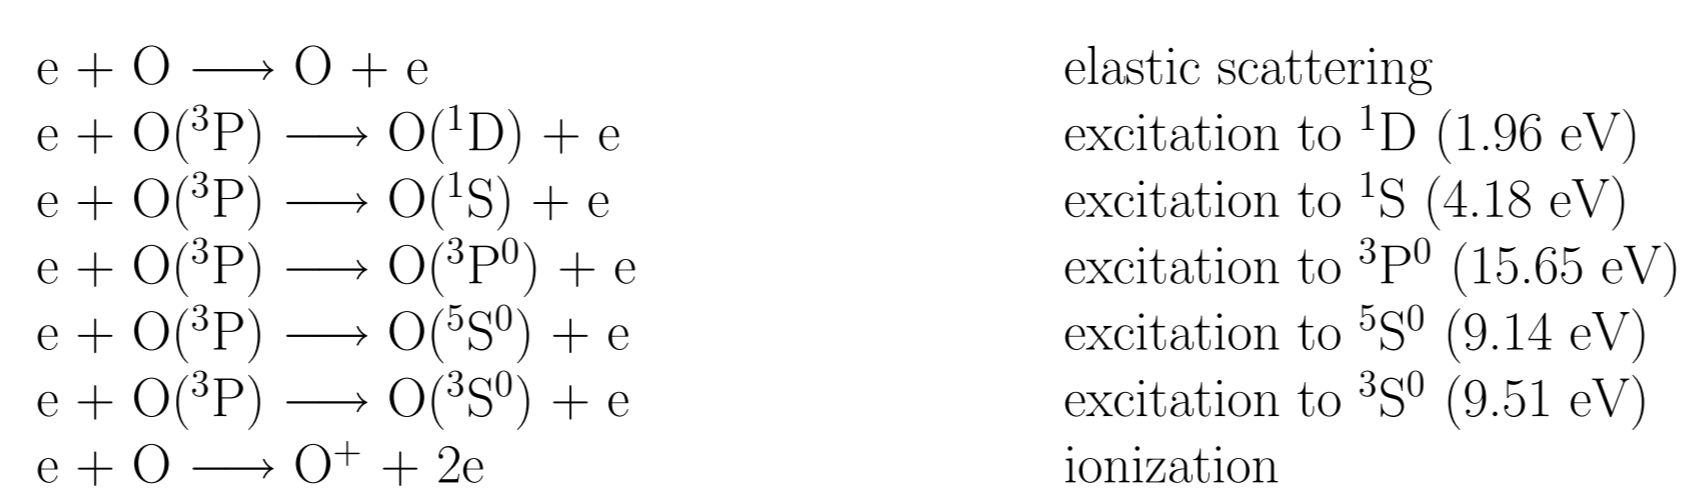 e + O ⟶ O + e elastic scattering
e + O(³P) ⟶ O(¹D) + e excitation to ¹D (1.96 eV)
e + O(³P) ⟶ O(¹S) + e excitation to ¹S (4.18 eV)
e + O(³P) ⟶ O(³P⁰) + e excitation to ³P⁰ (15.65 eV)
e + O(³P) ⟶ O(⁵S⁰) + e excitation to ⁵S⁰ (9.14 eV)
e + O(³P) ⟶ O(³S⁰) + e excitation to ³S⁰ (9.51 eV)
e + O ⟶ O⁺ + 2e ionization